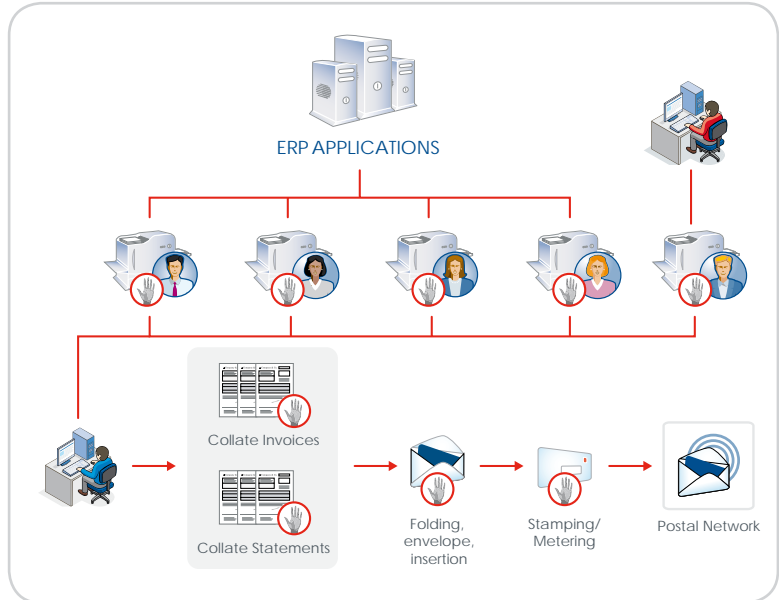 ERP APPLICATIONS
Collate Invoices
Collate Statements
Folding,
envelope,
insertion
Stamping/
Metering
Postal Network